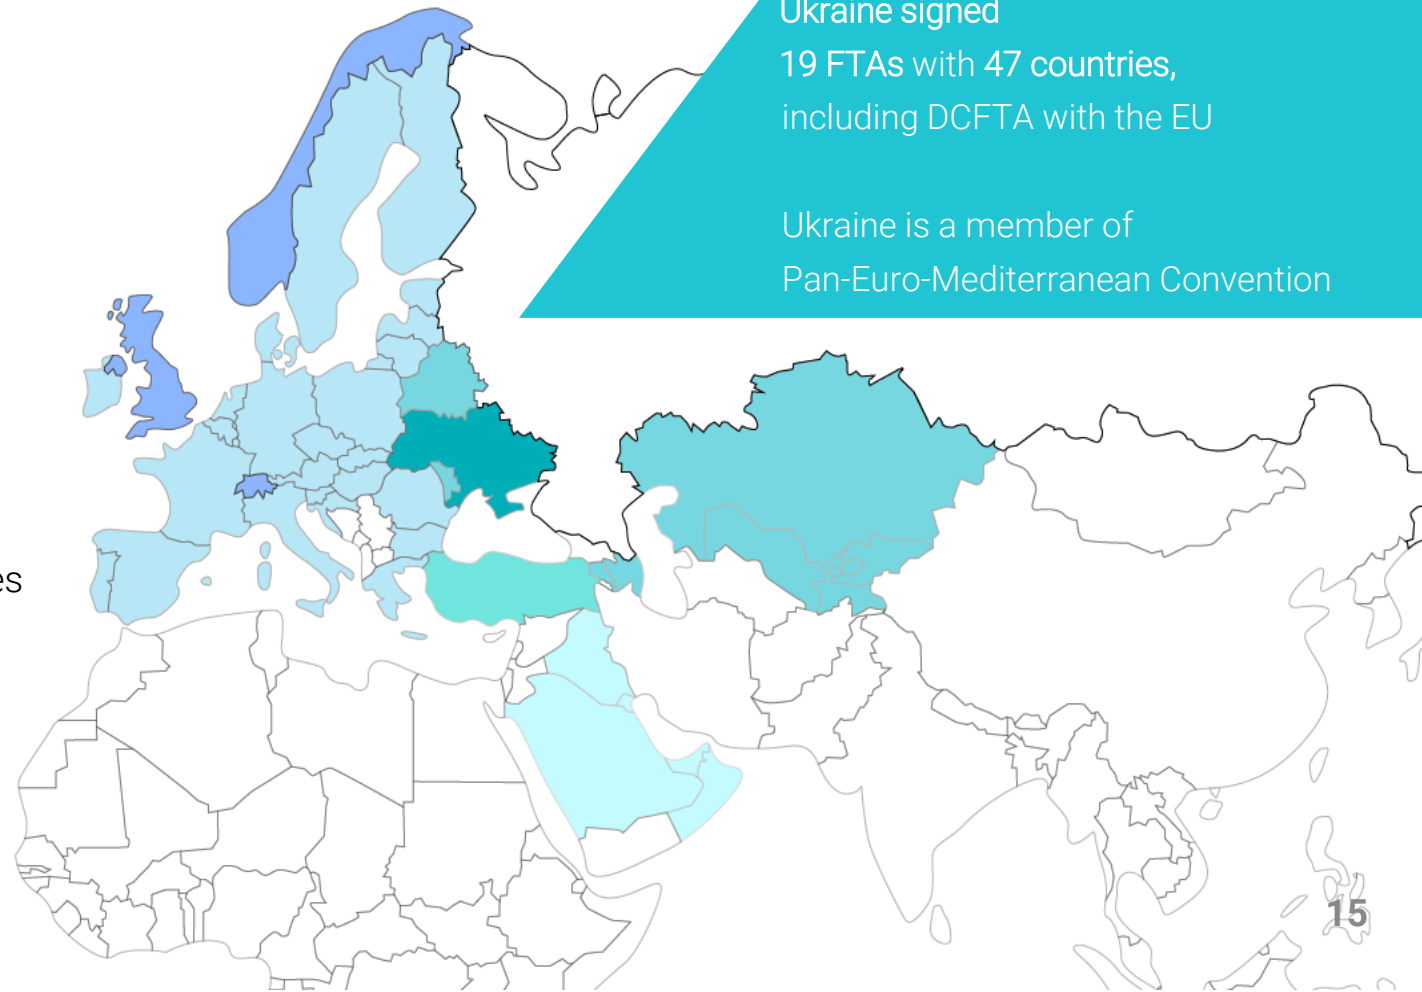 Ukraine signed
19 FTAs with 47 countries,
including DCFTA with the EU
Ukraine is a member of
Pan-Euro-Mediterranean Convention
es
15